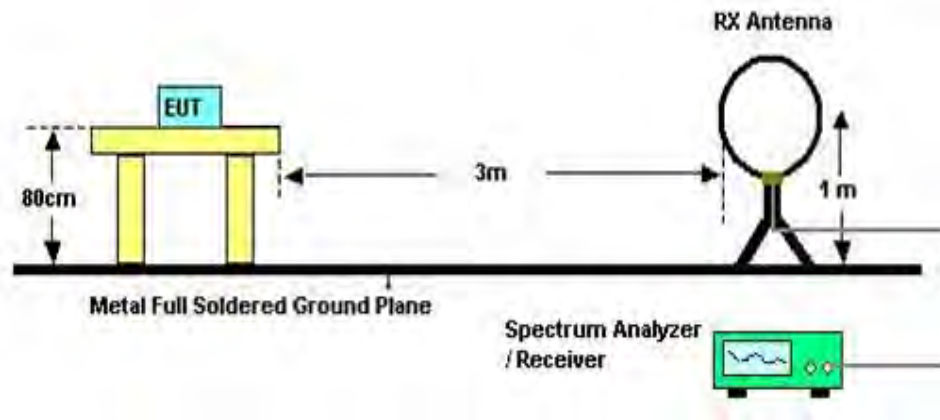 RX Antenna
EUT
3m
80cm
1 m
Metal Full Soldered Ground Plane
Spectrum Analyzer
/ Receiver